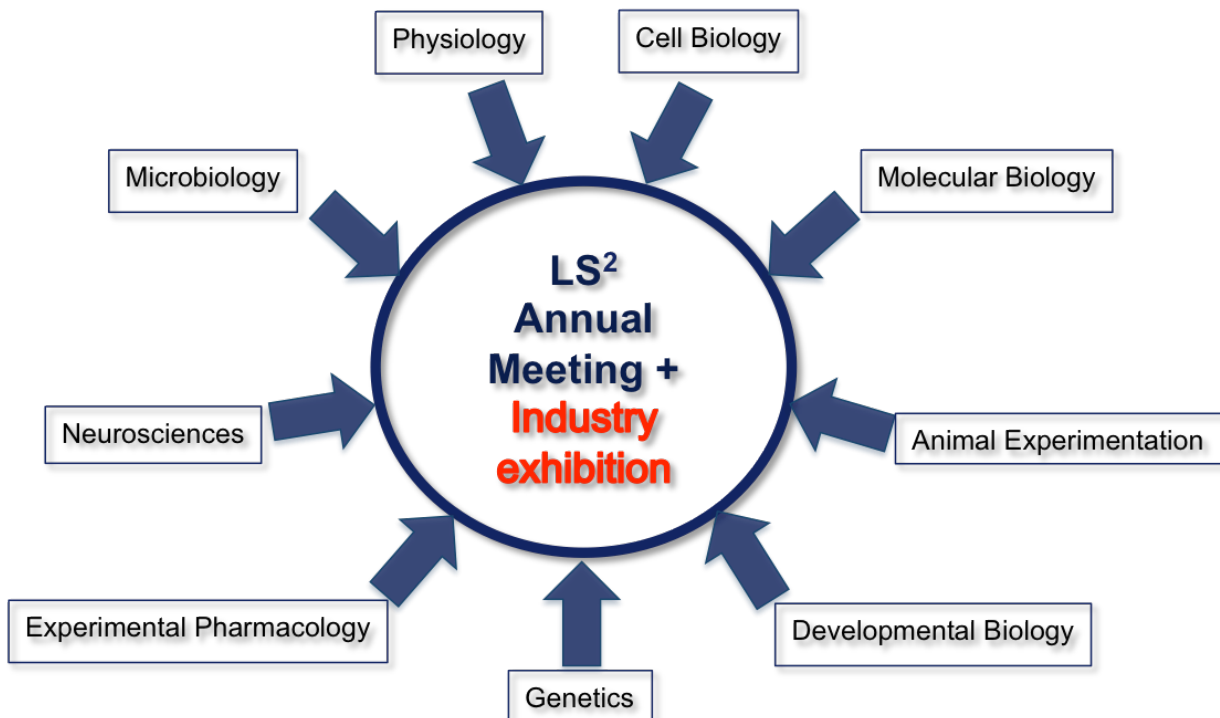 Physiology
Cell Biology
Microbiology
Molecular Biology
LS²
Annual
Meeting +
Industry
exhibition
Neurosciences
Animal Experimentation
Experimental Pharmacology
Developmental Biology
Genetics